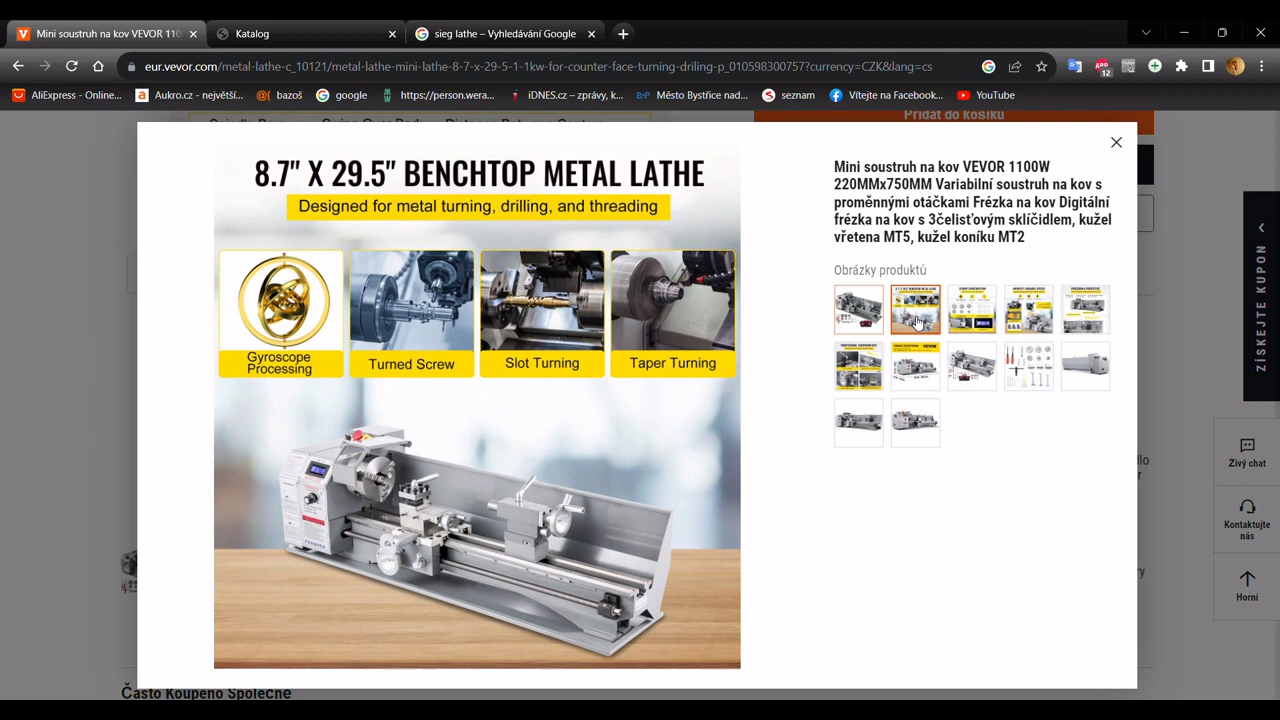 Mini soustruh na kov VEVOR 110
Katalog
sieg lathe – Vyhledávání Google
eur.vevor.com/metal-lathe-c_10121/metal-lathe-mini-lathe-8-7-x-29-5-1-1kw-for-counter-face-turning-driling-p_010598300757?currency=CZK&lang=cs
12
AliExpress - Online...
Aukro.cz - největší...
bazoš
google
https://person.wera...
iDNES.cz – zprávy, k...
Město Bystřice nad...
seznam
Vítejte na Facebook...
YouTube
Přidat do košíku
8.7" X 29.5" BENCHTOP METAL LATHE
Designed for metal turning, drilling, and threading
Gyroscope
Processing
Turned Screw
Slot Turning
Taper Turning
Mini soustruh na kov VEVOR 1100W
220MMx750MM Variabilní soustruh na kov s
proměnnými otáčkami Frézka na kov Digitální
frézka na kov s 3čelisťovým sklíčidlem, kužel
vřetena MT5, kužel koníku MT2
Obrázky produktů
ZÍSKEJTE KUPON
Živý chat
Kontaktujte
nás
Horní
Často Koupeno Společně